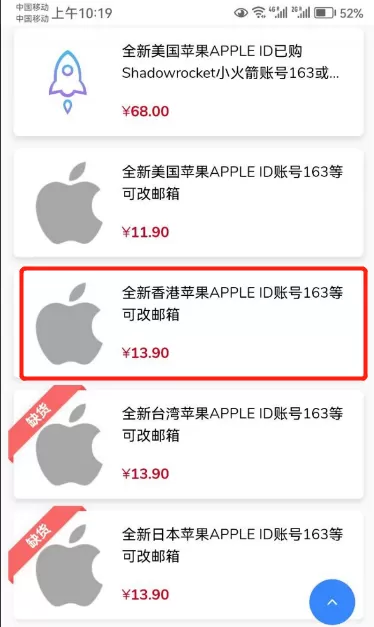 中国移动
中国移动
上午10:19
4G 2G 52%
全新美国苹果APPLE ID已购
Shadowrocket小火箭账号163或...
¥68.00
全新美国苹果APPLE ID账号163等
可改邮箱
¥11.90
全新香港苹果APPLE ID账号163等
可改邮箱
¥13.90
缺货
全新台湾苹果APPLE ID账号163等
可改邮箱
¥13.90
缺货
全新日本苹果APPLE ID账号163等
可改邮箱
¥13.90